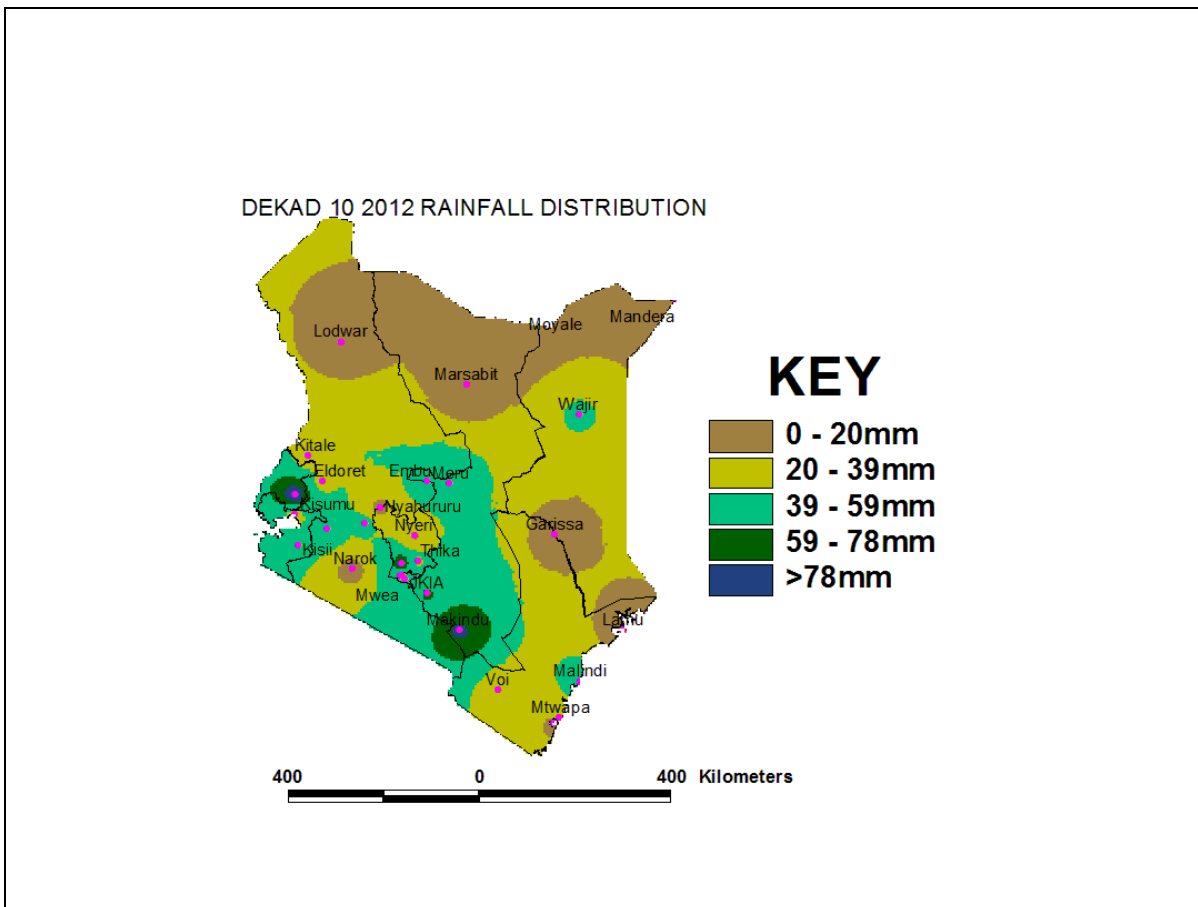 DEKAD 10 2012 RAINFALL DISTRIBUTION
Lodwar
Moyale
Mandera
Marsabit
Wajir
Kitale
Eldoret
Embu
Meru
Kisumu
Nyahururu
Nyeri
Garissa
Kisii
Narok
Thika
Mwea
JKIA
Makindu
Lamu
Voi
Malindi
Mtwapa
KEY
0 - 20mm
20 - 39mm
39 - 59mm
59 - 78mm
>78mm
400 0 400 Kilometers